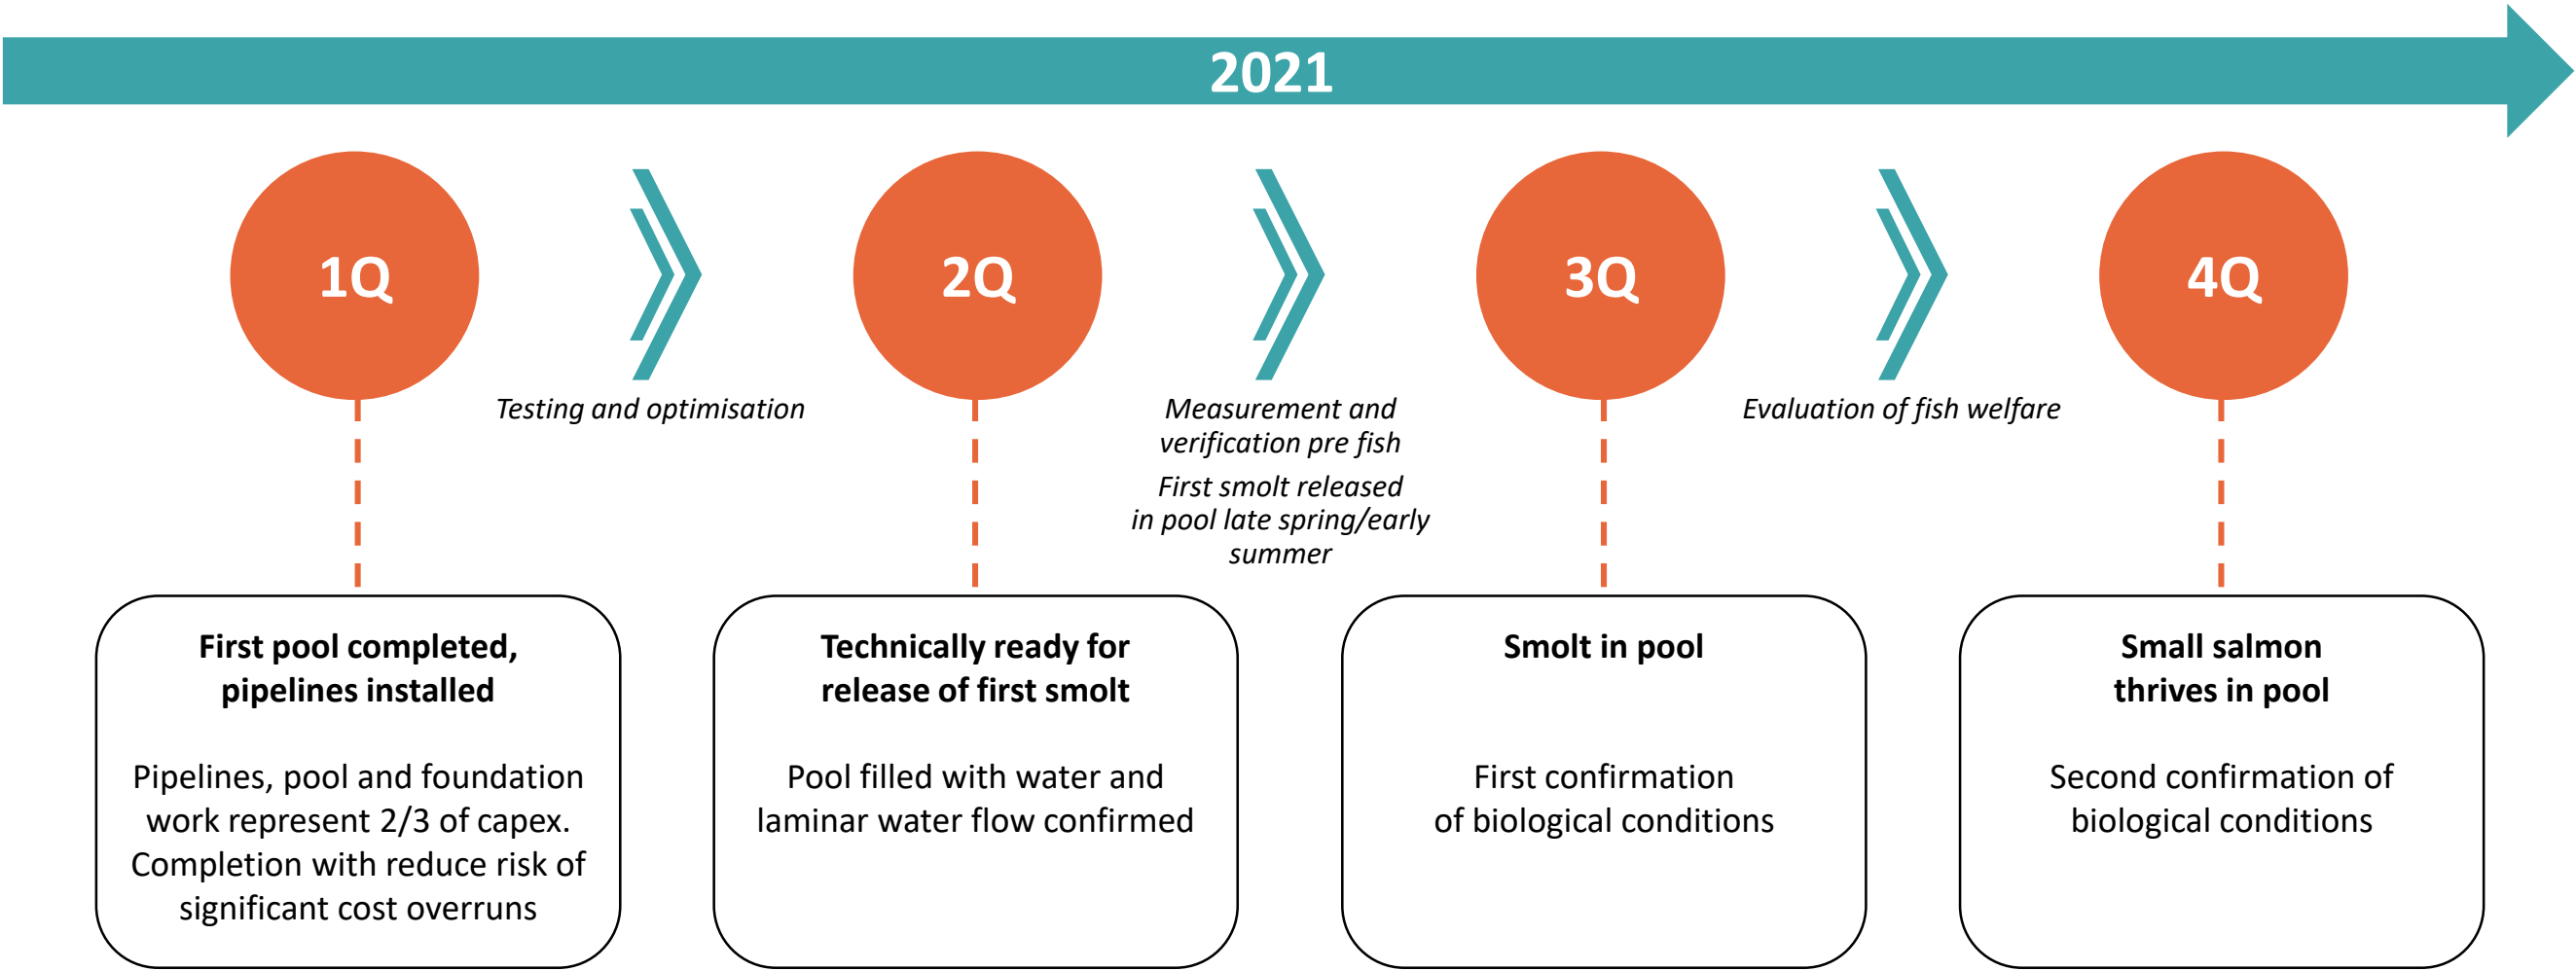 2021
1Q
2Q
3Q
4Q
Testing and optimisation
Measurement and
verification pre fish
First smolt released
in pool late spring/early
summer
Evaluation of fish welfare
First pool completed,
pipelines installed
Pipelines, pool and foundation
work represent 2/3 of capex.
Completion with reduce risk of
significant cost overruns
Technically ready for
release of first smolt
Pool filled with water and
laminar water flow confirmed
Smolt in pool
First confirmation
of biological conditions
Small salmon
thrives in pool
Second confirmation of
biological conditions